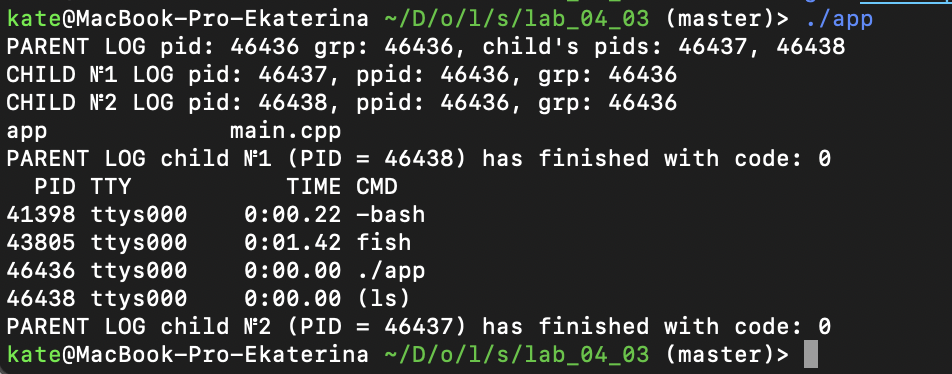 kate@MacBook-Pro-Ekaterina ~/D/o/l/s/lab_04_03 (master)> ./app
PARENT LOG pid: 46436 grp: 46436, child's pids: 46437, 46438
CHILD №1 LOG pid: 46437, ppid: 46436, grp: 46436
CHILD №2 LOG pid: 46438, ppid: 46436, grp: 46436
app             main.cpp
PARENT LOG child №1 (PID = 46438) has finished with code: 0
  PID TTY           TIME CMD
41398 ttys000    0:00.22 -bash
43805 ttys000    0:01.42 fish
46436 ttys000    0:00.00 ./app
46438 ttys000    0:00.00 (ls)
PARENT LOG child №2 (PID = 46437) has finished with code: 0
kate@MacBook-Pro-Ekaterina ~/D/o/l/s/lab_04_03 (master)>